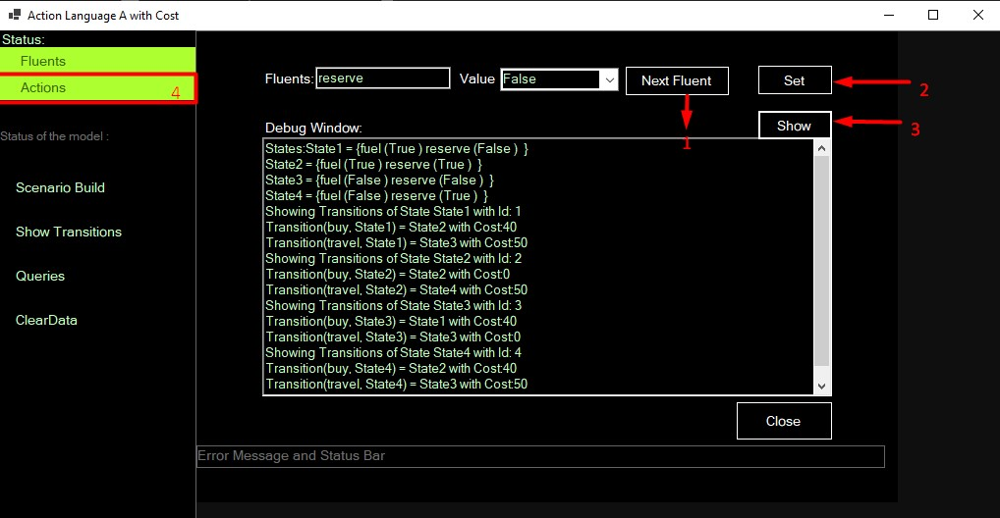 Action Language A with Cost
Status:
Fluents
Actions
4
Status of the model :
Scenario Build
Show Transitions
Queries
ClearData
Fluents: reserve Value False Next Fluent Set
2
Show
3
1
Debug Window:
States:State1 = {fuel (True ) reserve (False ) }
State2 = {fuel (True ) reserve (True ) }
State3 = {fuel (False ) reserve (False ) }
State4 = {fuel (False ) reserve (True ) }
Showing Transitions of State State1 with Id: 1
Transition(buy, State1) = State2 with Cost:40
Transition(travel, State1) = State3 with Cost:50
Showing Transitions of State State2 with Id: 2
Transition(buy, State2) = State2 with Cost:0
Transition(travel, State2) = State4 with Cost:50
Showing Transitions of State State3 with Id: 3
Transition(buy, State3) = State1 with Cost:40
Transition(travel, State3) = State3 with Cost:0
Showing Transitions of State State4 with Id: 4
Transition(buy, State4) = State2 with Cost:40
Transition(travel, State4) = State3 with Cost:50
Close
Error Message and Status Bar